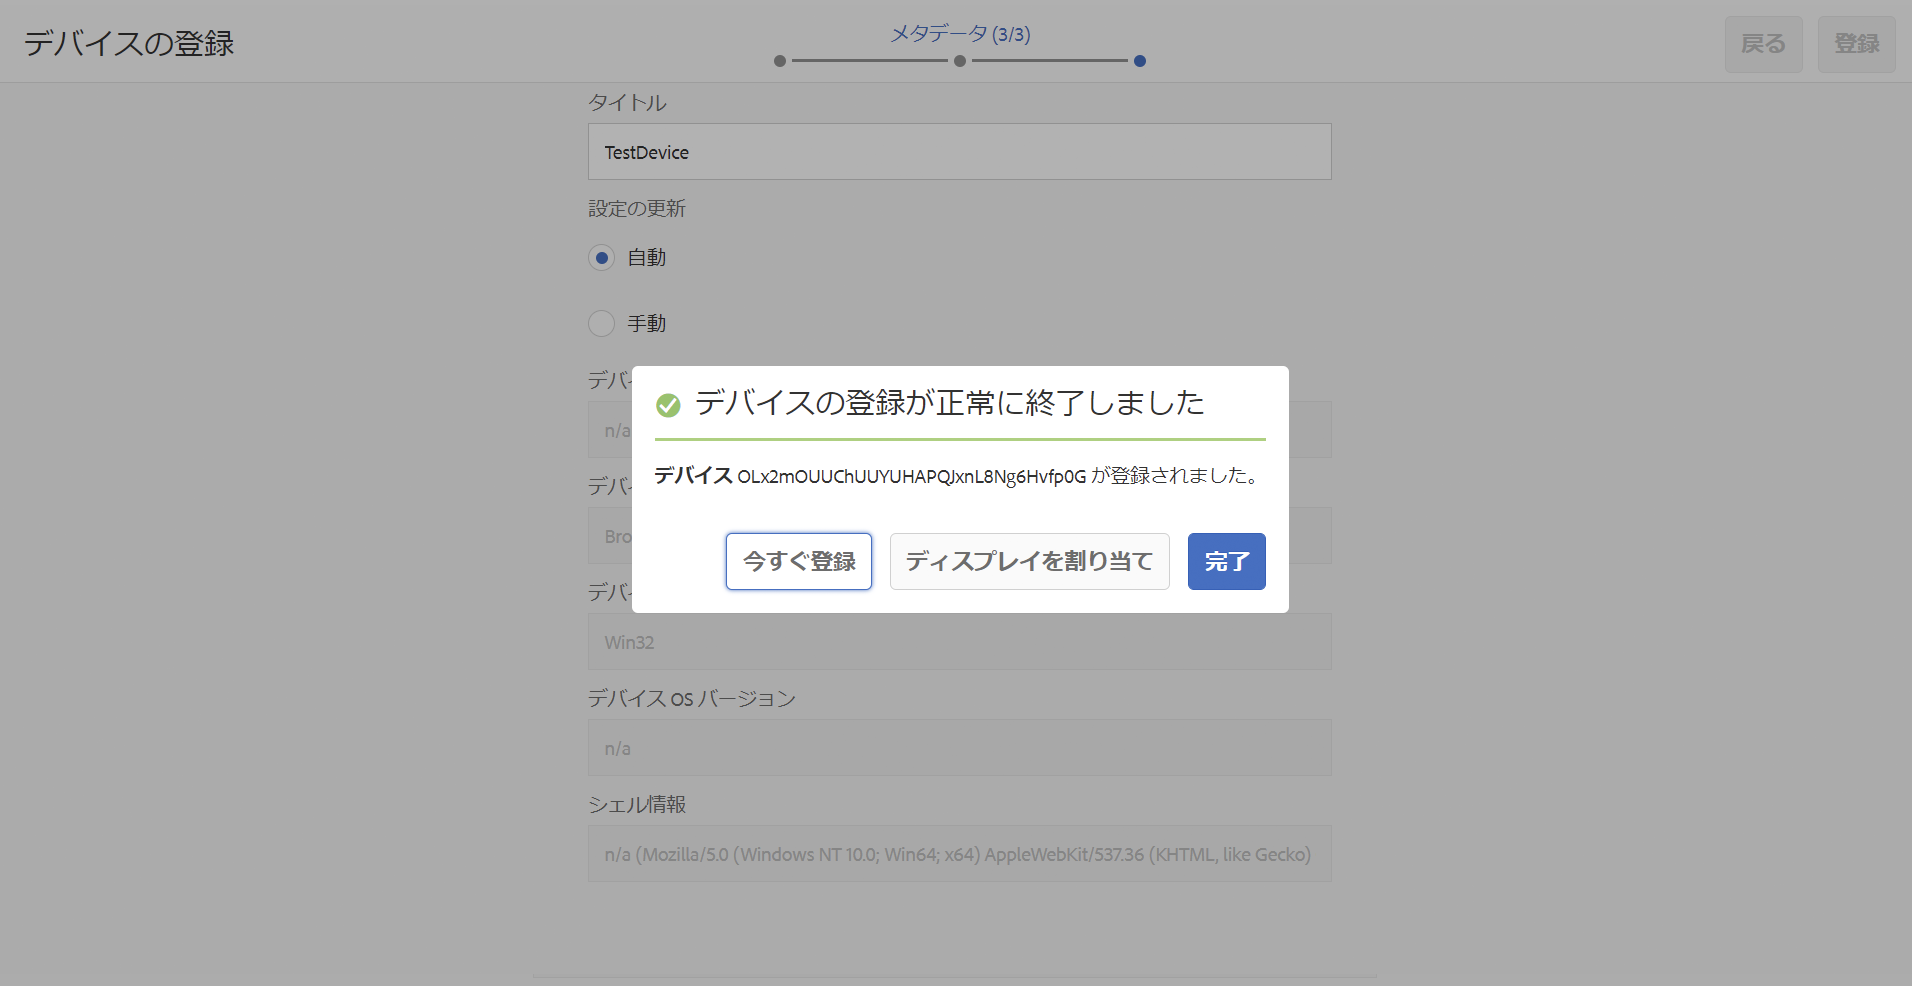 デバイスの登録
メタデータ (3/3)
戻る
登録
タイトル
TestDevice
設定の更新
自動
手動
デバイ
n/a
デバイ
Bro
デバイ
Win32
デバイス OS バージョン
n/a
シェル情報
n/a (Mozilla/5.0 (Windows NT 10.0; Win64; x64) AppleWebKit/537.36 (KHTML, like Gecko)
デバイスの登録が正常に終了しました
デバイス OLx2mOUUChUUYUHAPQJxnL8Ng6Hvfp0G が登録されました。
今すぐ登録
ディスプレイを割り当て
完了